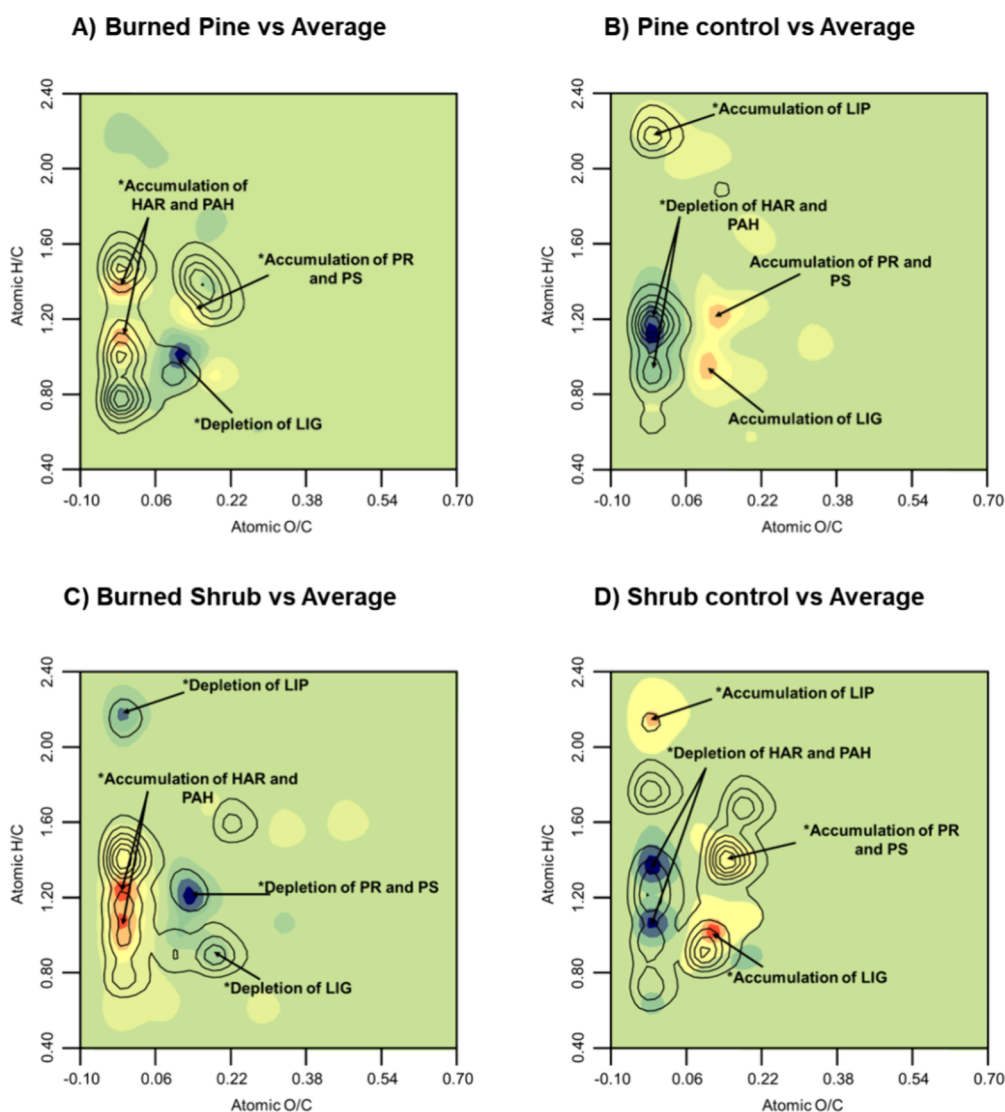 A) Burned Pine vs Average
2.40
2.00
1.60
1.20
0.80
0.40
Atomic H/C
*Accumulation of
HAR and PAH
*Accumulation of PR
and PS
*Depletion of LIG
-0.10
0.06
0.22
0.38
0.54
0.70
Atomic O/C
B) Pine control vs Average
2.40
2.00
1.60
1.20
0.80
0.40
Atomic H/C
*Accumulation of LIP
*Depletion of HAR and
PAH
Accumulation of PR and
PS
Accumulation of LIG
-0.10
0.06
0.22
0.38
0.54
0.70
Atomic O/C
C) Burned Shrub vs Average
2.40
2.00
1.60
1.20
0.80
0.40
Atomic H/C
*Depletion of LIP
*Accumulation of HAR and
PAH
*Depletion of PR and PS
*Depletion of LIG
-0.10
0.06
0.22
0.38
0.54
0.70
Atomic O/C
D) Shrub control vs Average
2.40
2.00
1.60
1.20
0.80
0.40
Atomic H/C
*Accumulation of LIP
*Depletion of HAR and PAH
*Accumulation of PR
and PS
*Accumulation of LIG
-0.10
0.06
0.22
0.38
0.54
0.70
Atomic O/C